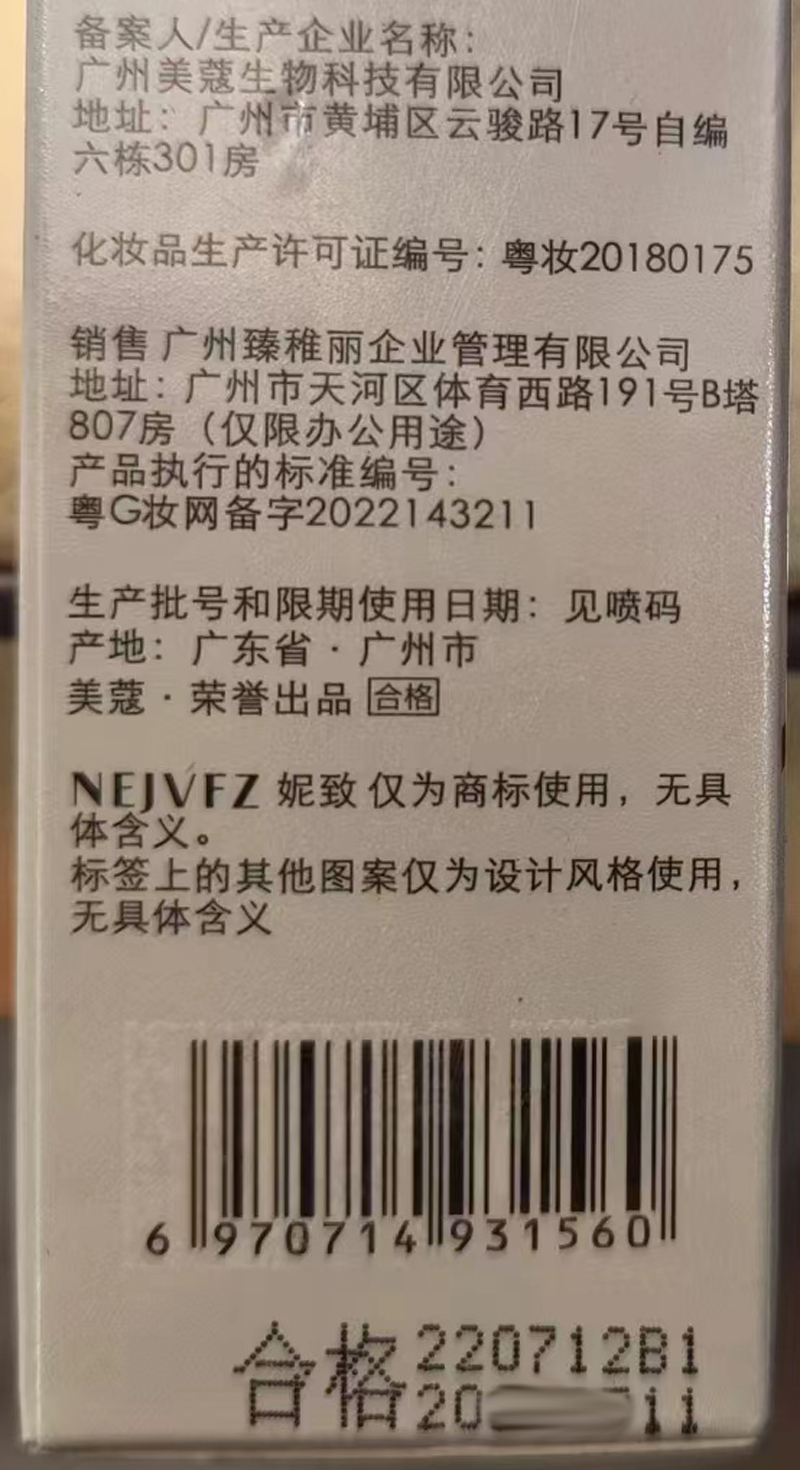 备案人/生产企业名称：
广州美蔻生物科技有限公司
地址：广州市黄埔区云骏路17号自编
六栋301房
化妆品生产许可证编号：粤妆20180175
销售 广州臻稚丽企业管理有限公司
地址：广州市天河区体育西路191号B塔
807房（仅限办公用途）
产品执行的标准编号：
粤G妆网备字2022143211
生产批号和限期使用日期：见喷码
产地：广东省·广州市
美蔻·荣誉出品 合格
NEJVFZ 妮致 仅为商标使用，无具
体含义。
标签上的其他图案仅为设计风格使用，
无具体含义
6 970714 931560
合格 220712B1
20 11